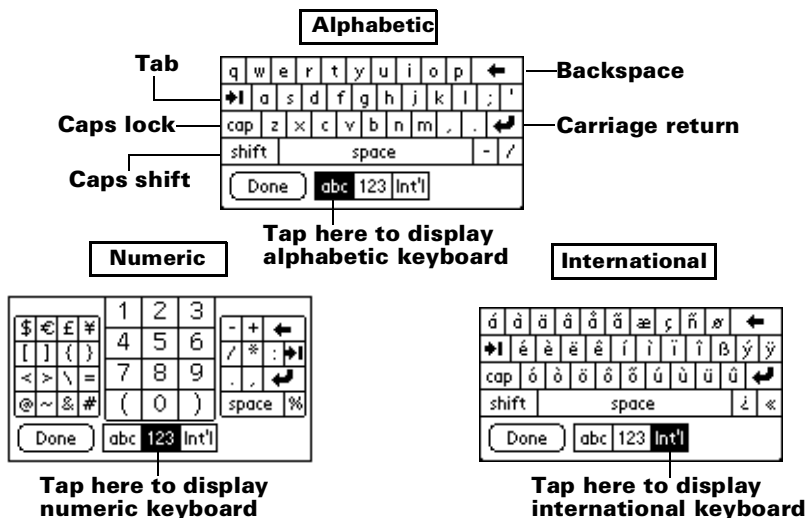 Alphabetic
Tab
Caps lock
Caps shift
q w e r t y u i o p
a s d f g h j k l ; '
cap z x c v b n m , .
shift space - /
Done abc 123 Int'l
Backspace
Carriage return
Tap here to display
alphabetic keyboard
Numeric
$ € £ ¥
[ ] { }
< > \ =
@ ~ & #
1 2 3
4 5 6
7 8 9
( 0 )
- +
/ * :
. ,
space %
Done abc 123 Int'l
Tap here to display
numeric keyboard
International
á à ä â å ã æ ç ñ ø
é è ë ê í ì ï î ß ý ÿ
cap ó ò ö ô õ ú ù ü û
shift space ¿ «
Done abc 123 Int'l
Tap here to display
international keyboard